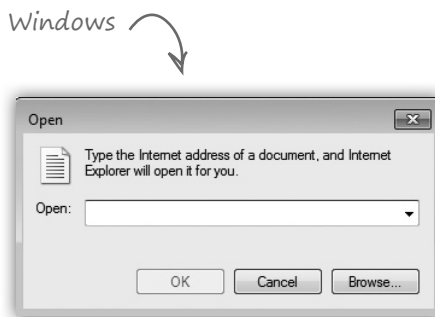 Windows
Open
Type the Internet address of a document, and Internet
Explorer will open it for you.
Open:
OK Cancel Browse...